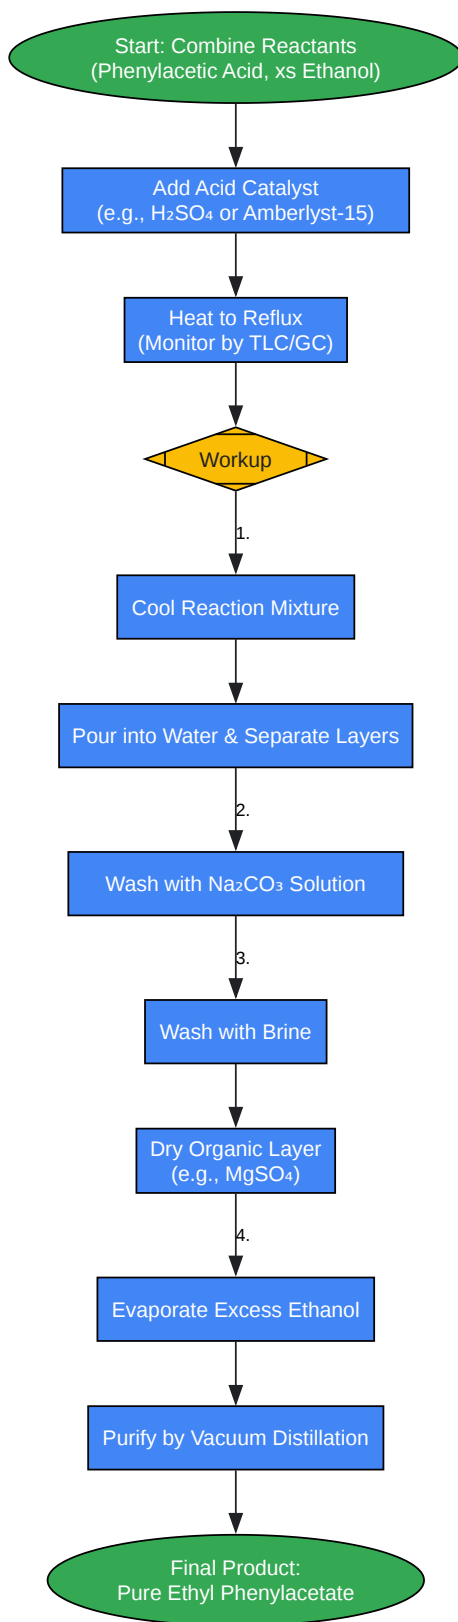 Start: Combine Reactants
(Phenylacetic Acid, xs Ethanol)
Add Acid Catalyst
(e.g., H₂SO₄ or Amberlyst-15)
Heat to Reflux
(Monitor by TLC/GC)
Workup
1.
Cool Reaction Mixture
Pour into Water & Separate Layers
2.
Wash with Na₂CO₃ Solution
3.
Wash with Brine
Dry Organic Layer
(e.g., MgSO₄)
4.
Evaporate Excess Ethanol
Purify by Vacuum Distillation
Final Product:
Pure Ethyl Phenylacetate